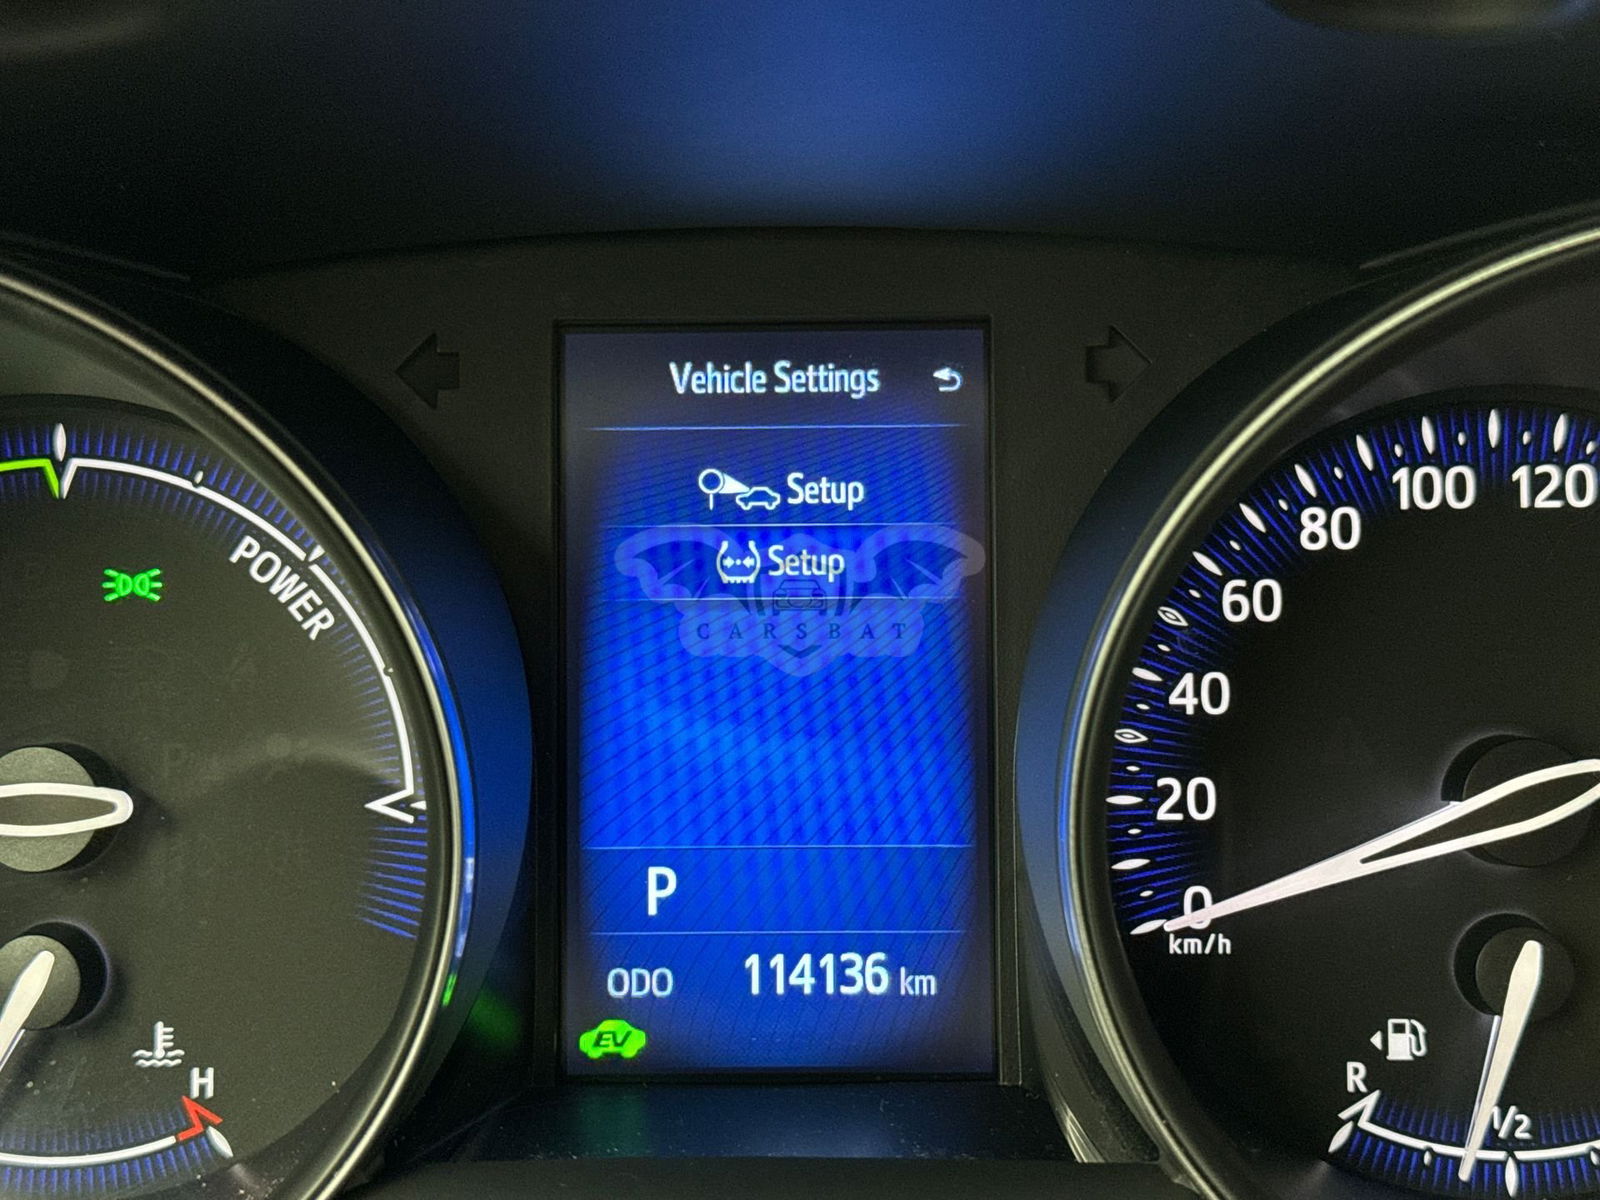 Vehicle Settings
Setup
Setup
CARSBAT
P
ODO 114136 km
EV
POWER
H
120
100
80
60
40
20
0
km/h
R
1/2